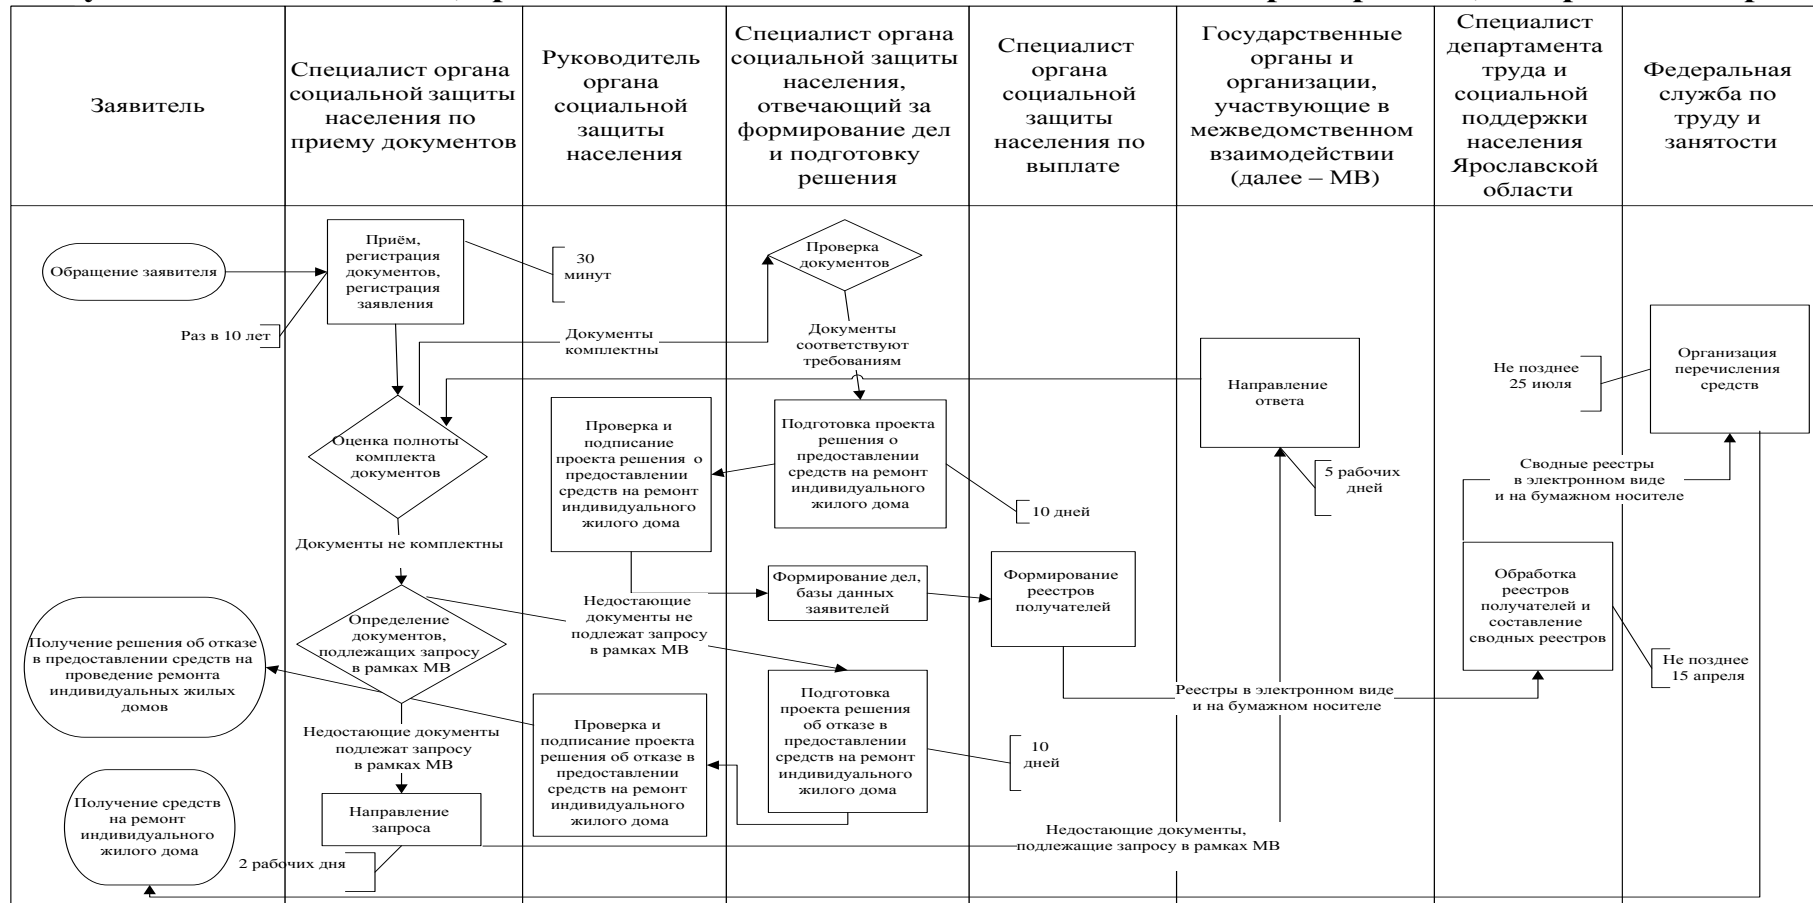 Заявитель
Специалист органа
социальной защиты
населения по
приему документов
Руководитель
органа
социальной
защиты
населения
Специалист органа
социальной защиты
населения,
отвечающий за
формирование дел
и подготовку
решения
Специалист
органа
социальной
защиты
населения по
выплате
Государственные
органы и
организации,
участвующие в
межведомственном
взаимодействии
(далее – МВ)
Специалист
департамента
труда и
социальной
поддержки
населения
Ярославской
области
Федеральная
служба по
труду и
занятости
Обращение заявителя
Приём,
регистрация
документов,
регистрация
заявления
30
минут
Раз в 10 лет
Проверка
документов
Документы
комплектны
Документы
соответствуют
требованиям
Направление
ответа
Не позднее
25 июля
Организация
перечисления
средств
Оценка полноты
комплекта
документов
Проверка и
подписание
проекта решения о
предоставлении
средств на ремонт
индивидуального
жилого дома
Подготовка проекта
решения о
предоставлении
средств на ремонт
индивидуального
жилого дома
10 дней
5 рабочих
дней
Сводные реестры
в электронном виде
и на бумажном носителе
Документы не комплектны
Формирование дел,
базы данных
заявителей
Формирование
реестров
получателей
Обработка
реестров
получателей и
составление
сводных реестров
Не позднее
15 апреля
Недостающие
документы не
подлежат запросу
в рамках МВ
Определение
документов,
подлежащих запросу
в рамках МВ
Получение решения об отказе
в предоставлении средств на
проведение ремонта
индивидуальных жилых
домов
Реестры в электронном виде
и на бумажном носителе
Подготовка
проекта решения
об отказе в
предоставлении
средств на ремонт
индивидуального
жилого дома
10
дней
Проверка и
подписание проекта
решения об отказе в
предоставлении
средств на ремонт
индивидуального
жилого дома
Недостающие документы
подлежат запросу
в рамках МВ
Направление
запроса
2 рабочих дня
Получение средств
на ремонт
индивидуального
жилого дома
Недостающие документы,
подлежащие запросу в рамках МВ